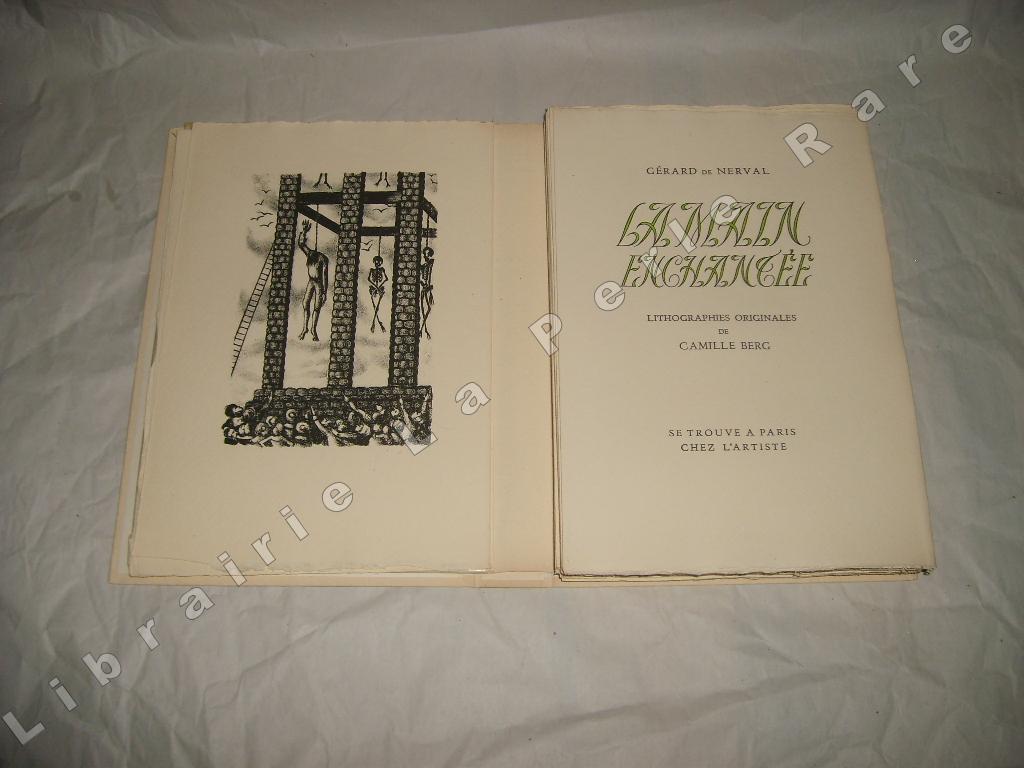 GÉRARD DE NERVAL
LA MAIN
ENCHANTÉE
LITHOGRAPHIES ORIGINALES
DE
CAMILLE BERG
SE TROUVE A PARIS
CHEZ L'ARTISTE
Librairie La Perle Rare